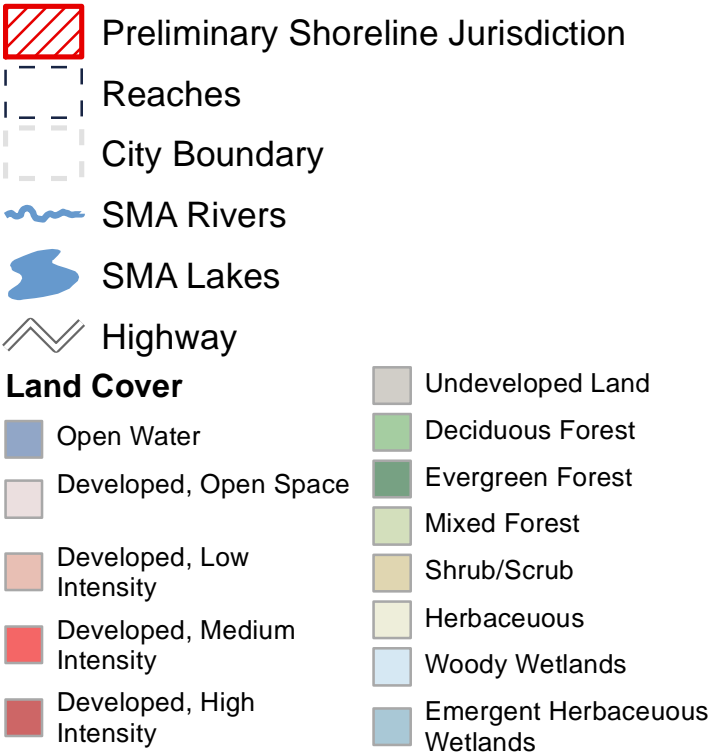 Preliminary Shoreline Jurisdiction
Reaches
City Boundary
SMA Rivers
SMA Lakes
Highway
Land Cover
Open Water
Developed, Open Space
Developed, Low
Intensity
Developed, Medium
Intensity
Developed, High
Intensity
Undeveloped Land
Deciduous Forest
Evergreen Forest
Mixed Forest
Shrub/Scrub
Herbaceuous
Woody Wetlands
Emergent Herbaceuous
Wetlands